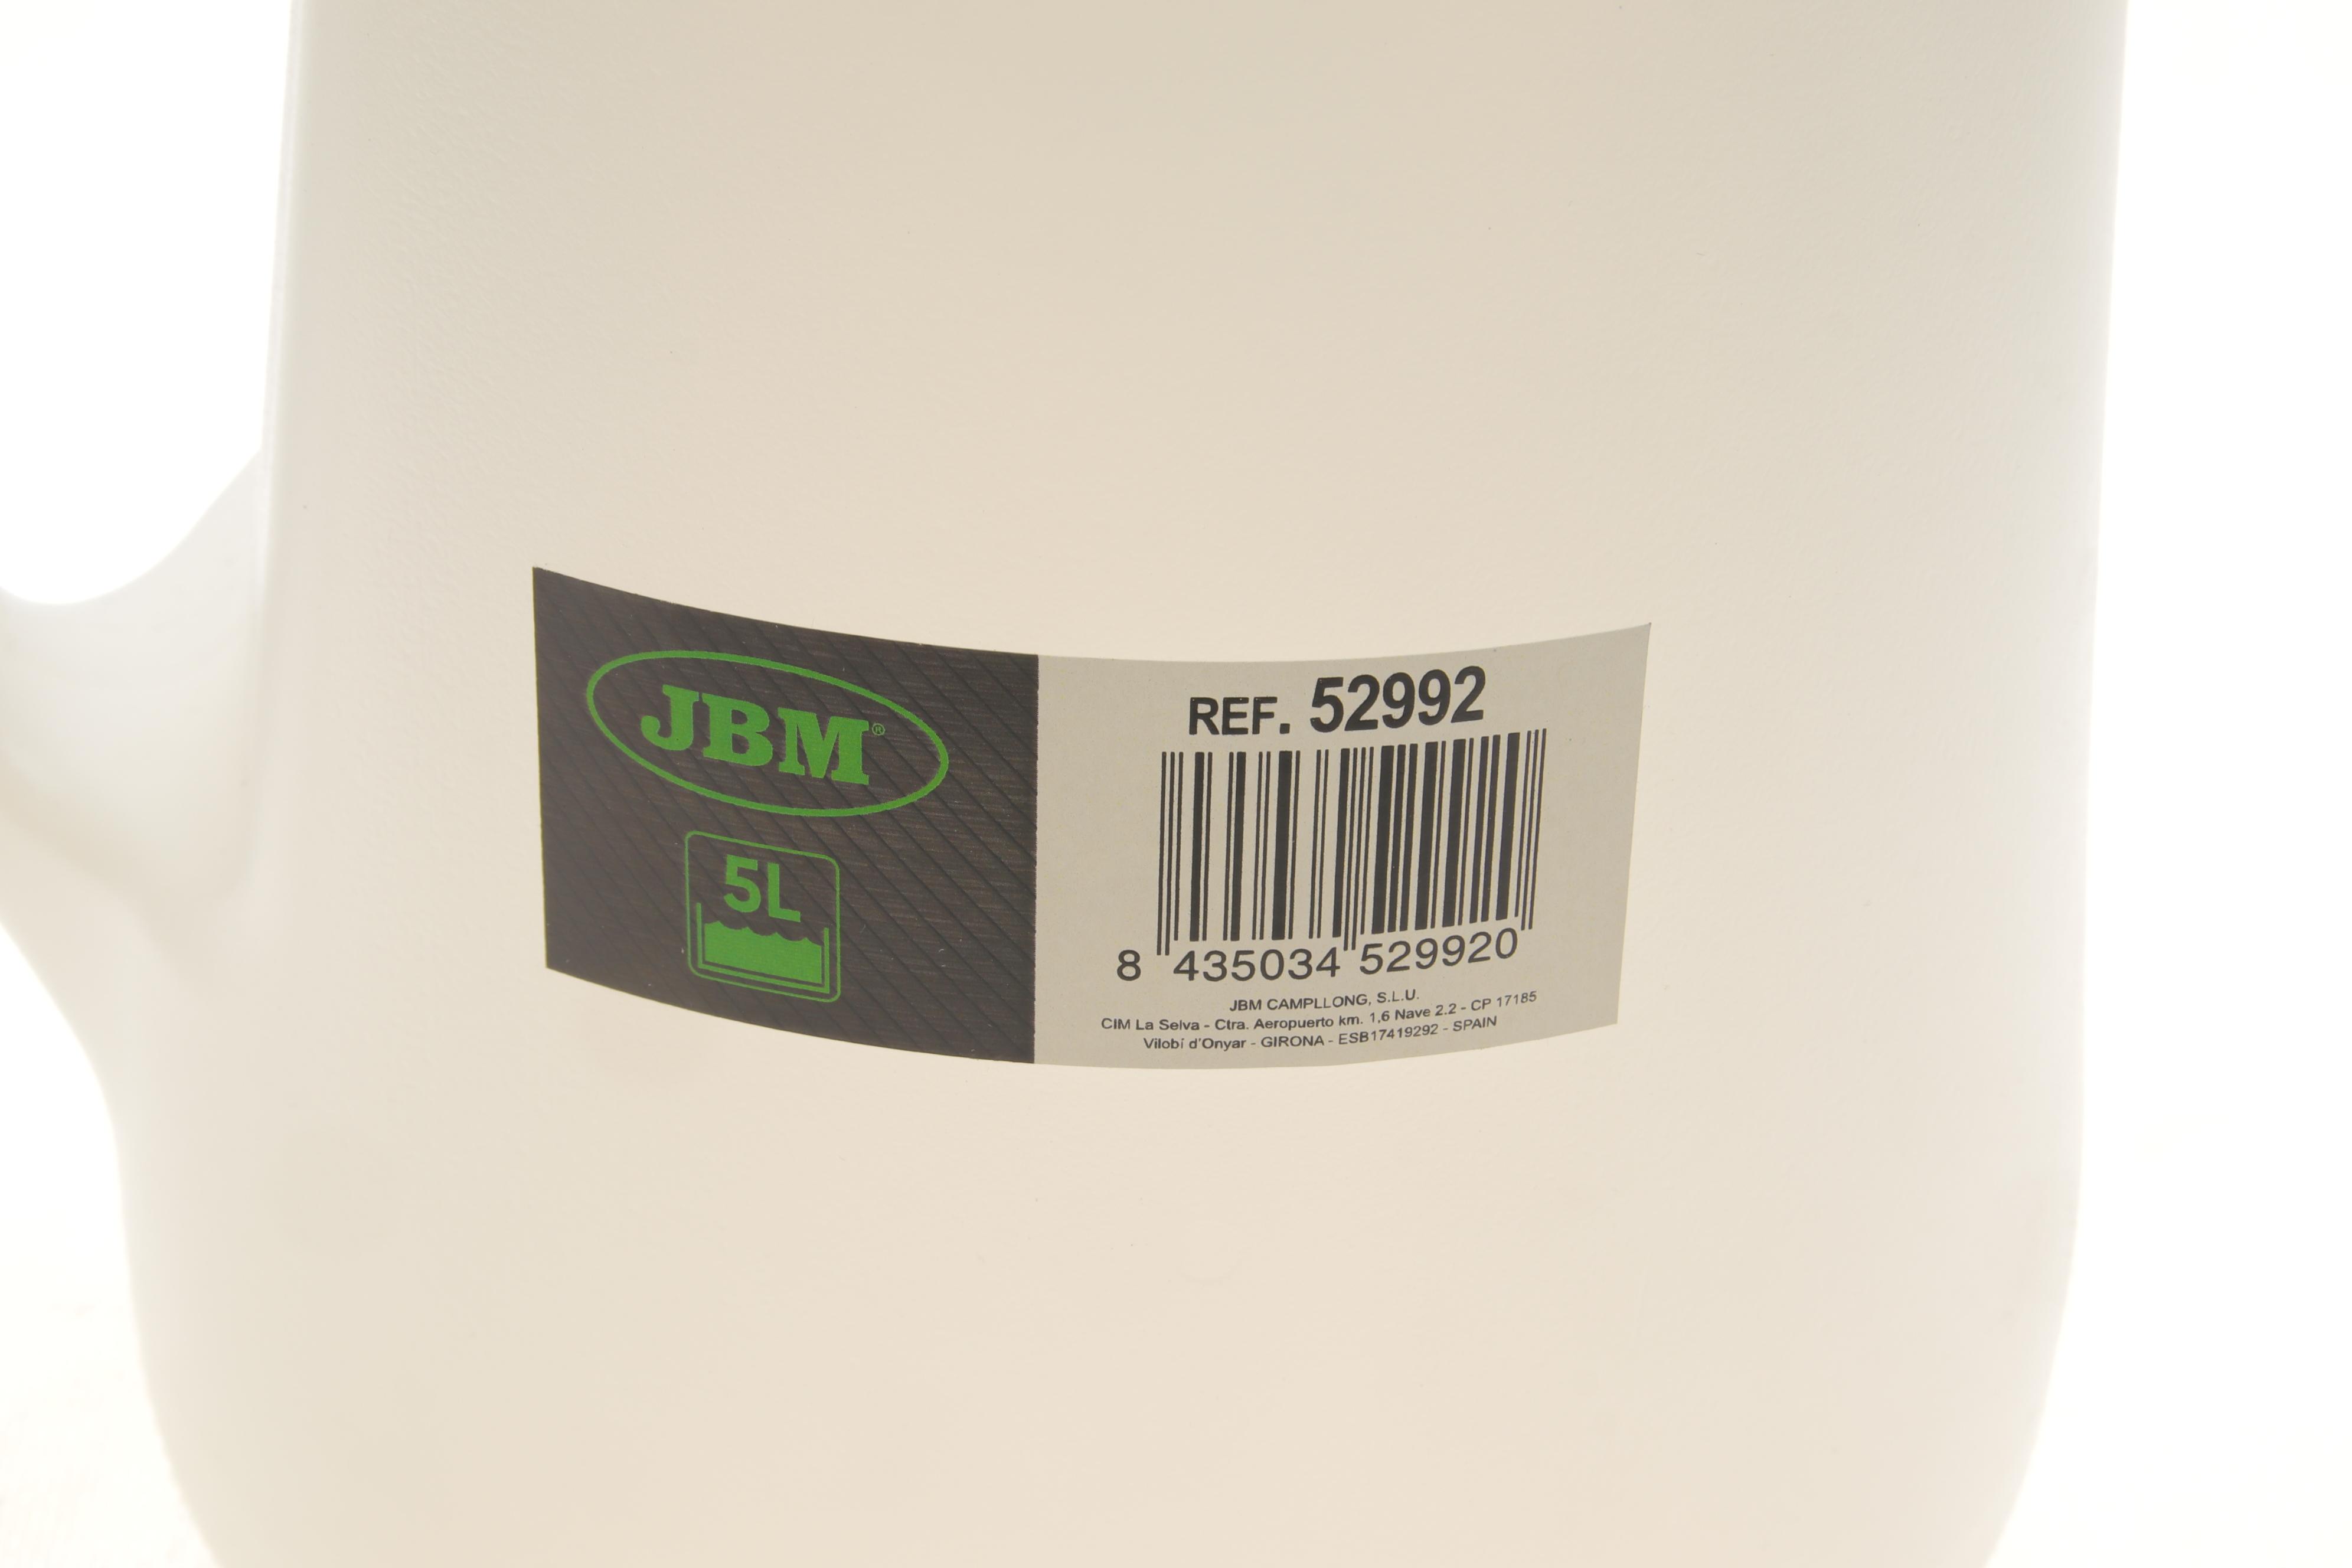 JBM®
5L
REF. 52992
8 435034 529920
JBM CAMPLLONG, S.L.U.
CIM La Selva - Ctra. Aeropuerto km. 1,6 Nave 2.2 - CP 17185
Vilobí d'Onyar - GIRONA - ESB17419292 - SPAIN